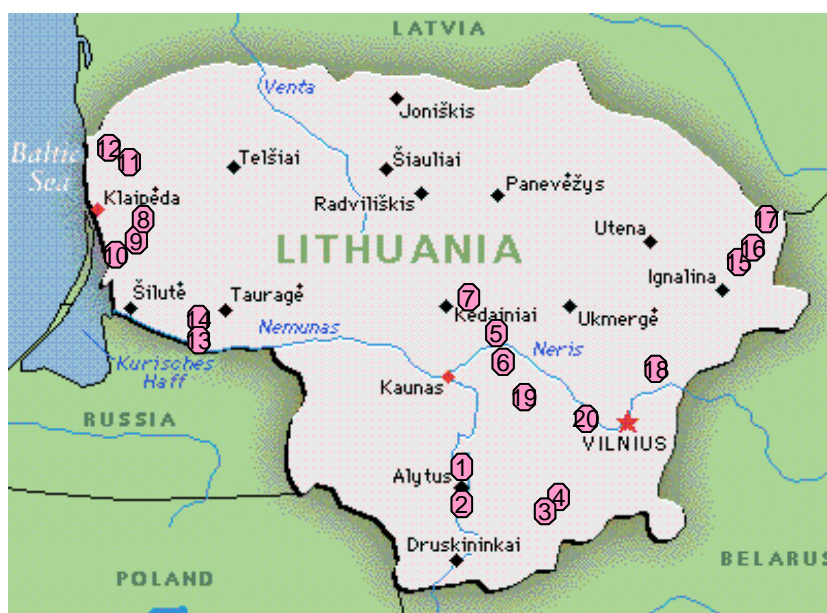 LATVIA
Venta
Joniškis
Baltic
Sea
12
11
Telšiai
Šiauliai
Klaipėda
Radviliškis
Panevėžys
8
9
10
17
Utena
16
15
LITHUANIA
Ignalina
Šilutė
Tauragė
7
Kėdainiai
Ukmergė
14
13
Nemunas
5
Neris
6
Kurisches
Haff
Kaunas
18
19
RUSSIA
20
VILNIUS
1
Alytus
2
4
3
Druskininkai
BELARUS
POLAND